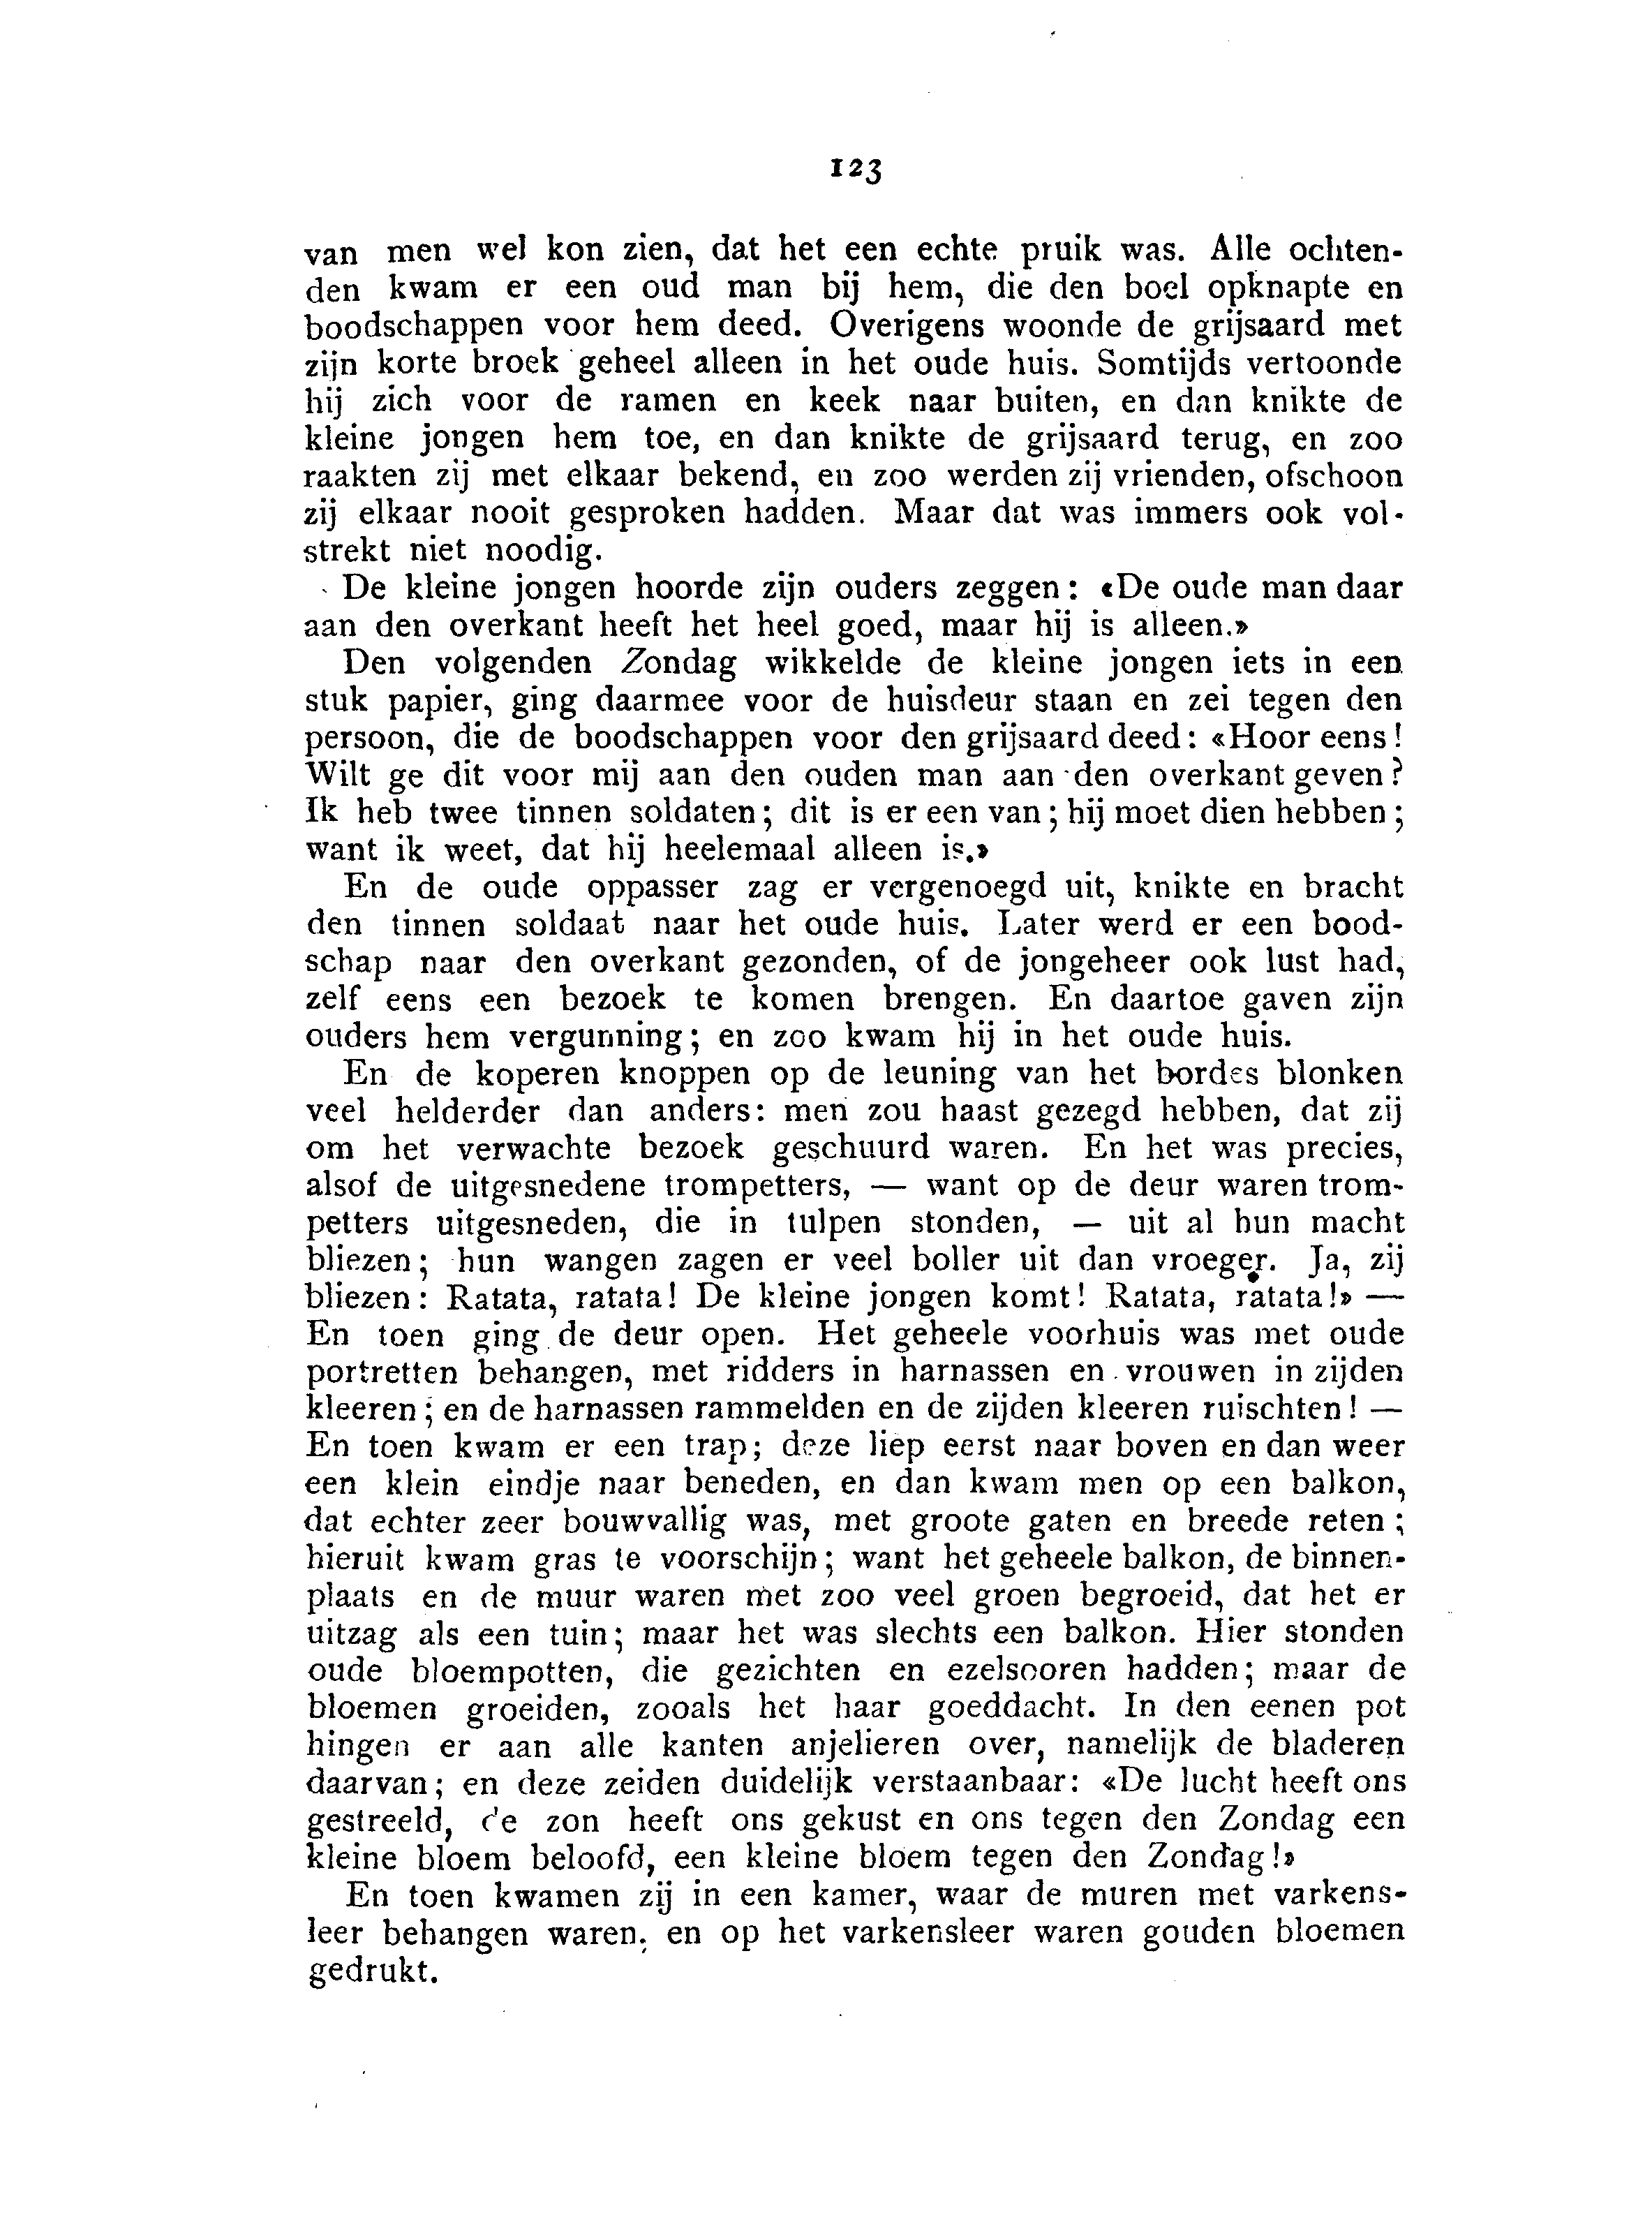 123
van men wel kon zien, dat het een echte pruik was. Alle ochten-
den kwam er een oud man bij hem, die den boel opknapte en
boodschappen voor hem deed. Overigens woonde de grijsaard met
zijn korte broek geheel alleen in het oude huis. Somtijds vertoonde
hij zich voor de ramen en keek naar buiten, en dan knikte de
kleine jongen hem toe, en dan knikte de grijsaard terug, en zoo
raakten zij met elkaar bekend, en zoo werden zij vrienden, ofschoon
zij elkaar nooit gesproken hadden. Maar dat was immers ook vol-
strekt niet noodig.
De kleine jongen hoorde zijn ouders zeggen: «De oude man daar
aan den overkant heeft het heel goed, maar hij is alleen.»
Den volgenden Zondag wikkelde de kleine jongen iets in een
stuk papier, ging daarmee voor de huisdeur staan en zei tegen den
persoon, die de boodschappen voor den grijsaard deed: «Hoor eens!
Wilt ge dit voor mij aan den ouden man aan den overkant geven?
Ik heb twee tinnen soldaten; dit is er een van; hij moet dien hebben;
want ik weet, dat hij heelemaal alleen is.»
En de oude oppasser zag er vergenoegd uit, knikte en bracht
den tinnen soldaat naar het oude huis. Later werd er een bood-
schap naar den overkant gezonden, of de jongeheer ook lust had,
zelf eens een bezoek te komen brengen. En daartoe gaven zijn
ouders hem vergunning; en zoo kwam hij in het oude huis.
En de koperen knoppen op de leuning van het bordes blonken
veel helderder dan anders: men zou haast gezegd hebben, dat zij
om het verwachte bezoek geschuurd waren. En het was precies,
alsof de uitgesnedene trompetters, — want op de deur waren trom-
petters uitgesneden, die in tulpen stonden, — uit al hun macht
bliezen; hun wangen zagen er veel boller uit dan vroeger. Ja, zij
bliezen: Ratata, ratata! De kleine jongen komt! Ratata, ratata!» —
En toen ging de deur open. Het geheele voorhuis was met oude
portretten behangen, met ridders in harnassen en vrouwen in zijden
kleeren; en de harnassen rammelden en de zijden kleeren ruischten! —
En toen kwam er een trap; deze liep eerst naar boven en dan weer
een klein eindje naar beneden, en dan kwam men op een balkon,
dat echter zeer bouwvallig was, met groote gaten en breede reten;
hieruit kwam gras te voorschijn; want het geheele balkon, de binnen-
plaats en de muur waren met zoo veel groen begroeid, dat het er
uitzag als een tuin; maar het was slechts een balkon. Hier stonden
oude bloempotten, die gezichten en ezelsooren hadden; maar de
bloemen groeiden, zooals het haar goeddacht. In den eenen pot
hingen er aan alle kanten anjelieren over, namelijk de bladeren
daarvan; en deze zeiden duidelijk verstaanbaar: «De lucht heeft ons
gestreeld, de zon heeft ons gekust en ons tegen den Zondag een
kleine bloem beloofd, een kleine bloem tegen den Zondag!»
En toen kwamen zij in een kamer, waar de muren met varkens-
leer behangen waren; en op het varkensleer waren gouden bloemen
gedrukt.